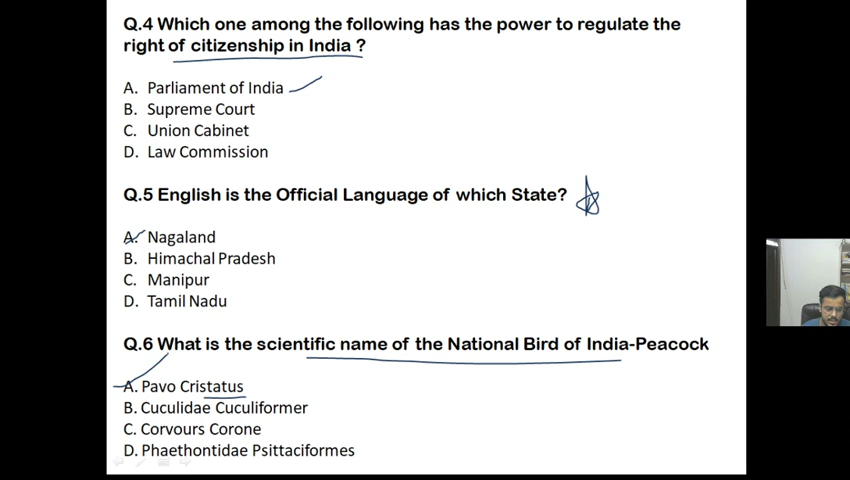 Q.4 Which one among the following has the power to regulate the
right of citizenship in India ?
A. Parliament of India
B. Supreme Court
C. Union Cabinet
D. Law Commission
Q.5 English is the Official Language of which State?
A. Nagaland
B. Himachal Pradesh
C. Manipur
D. Tamil Nadu
Q.6 What is the scientific name of the National Bird of India-Peacock
A. Pavo Cristatus
B. Cuculidae Cuculiformer
C. Corvours Corone
D. Phaethontidae Psittaciformes